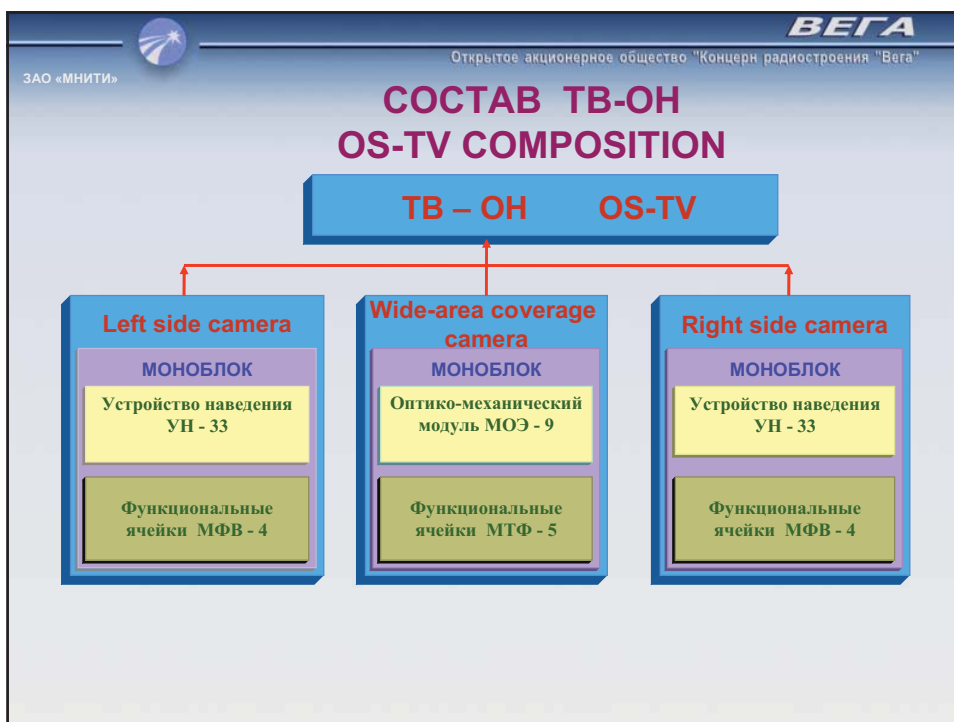 ВЕГА
Открытое акционерное общество "Концерн радиостроения "Вега"
ЗАО «МНИТИ»
СОСТАВ ТВ-ОН
OS-TV COMPOSITION
ТВ – ОН OS-TV
Left side camera
МОНОБЛОК
Устройство наведения
УН - 33
Функциональные
ячейки МФВ - 4
Wide-area coverage
camera
МОНОБЛОК
Оптико-механический
модуль МОЭ - 9
Функциональные
ячейки МТФ - 5
Right side camera
МОНОБЛОК
Устройство наведения
УН - 33
Функциональные
ячейки МФВ - 4